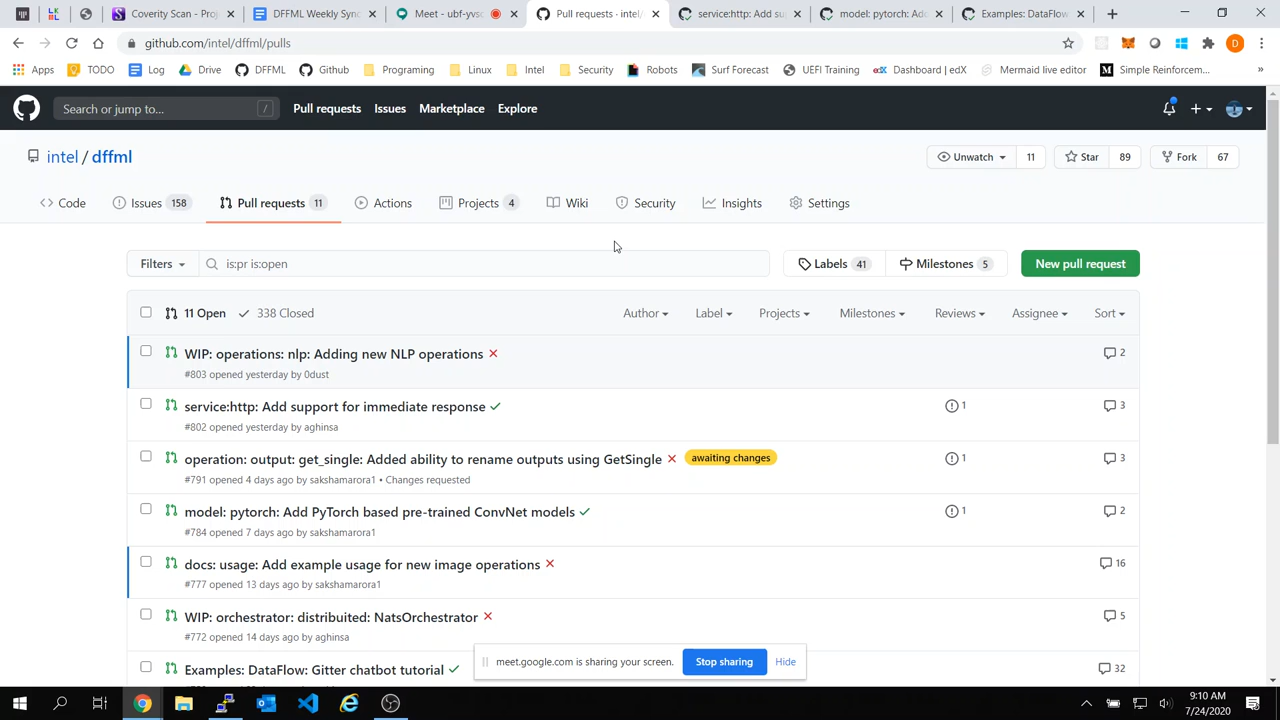 Coverity Scan - Projec
DFFML Weekly Sync
Meet - ubf-yvsc
Pull requests · intel/d
service:http: Add sup
model: pytorch: Add
Examples: DataFlow:
github.com/intel/dffml/pulls
Apps TODO Log Drive DFFML Github Programing Linux Intel Security Robots Surf Forecast UEFI Training Dashboard | edX Mermaid live editor Simple Reinforcem... »
Search or jump to... /
Pull requests Issues Marketplace Explore
intel / dffml
Unwatch 11 Star 89 Fork 67
Code Issues 158 Pull requests 11 Actions Projects 4 Wiki Security Insights Settings
Filters is:pr is:open Labels 41 Milestones 5 New pull request
11 Open 338 Closed Author Label Projects Milestones Reviews Assignee Sort
WIP: operations: nlp: Adding new NLP operations 2
#803 opened yesterday by 0dust
service:http: Add support for immediate response 1 3
#802 opened yesterday by aghinsa
operation: output: get_single: Added ability to rename outputs using GetSingle awaiting changes 1 3
#791 opened 4 days ago by sakshamarora1 • Changes requested
model: pytorch: Add PyTorch based pre-trained ConvNet models 1 2
#784 opened 7 days ago by sakshamarora1
docs: usage: Add example usage for new image operations 16
#777 opened 13 days ago by sakshamarora1
WIP: orchestrator: distribuited: NatsOrchestrator 5
#772 opened 14 days ago by aghinsa
Examples: DataFlow: Gitter chatbot tutorial 32
meet.google.com is sharing your screen. Stop sharing Hide
9:10 AM
7/24/2020